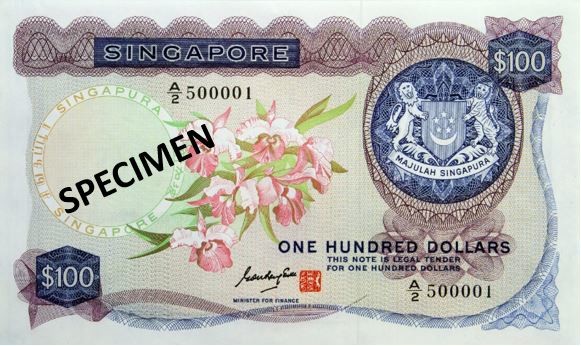 SINGAPORE
$100
A/2 500001
SINGAPURA
SINGAPORE
SPECIMEN
MAJULAH SINGAPURA
ONE HUNDRED DOLLARS
THIS NOTE IS LEGAL TENDER
FOR ONE HUNDRED DOLLARS
$100
A/2 500001
MINISTER FOR FINANCE